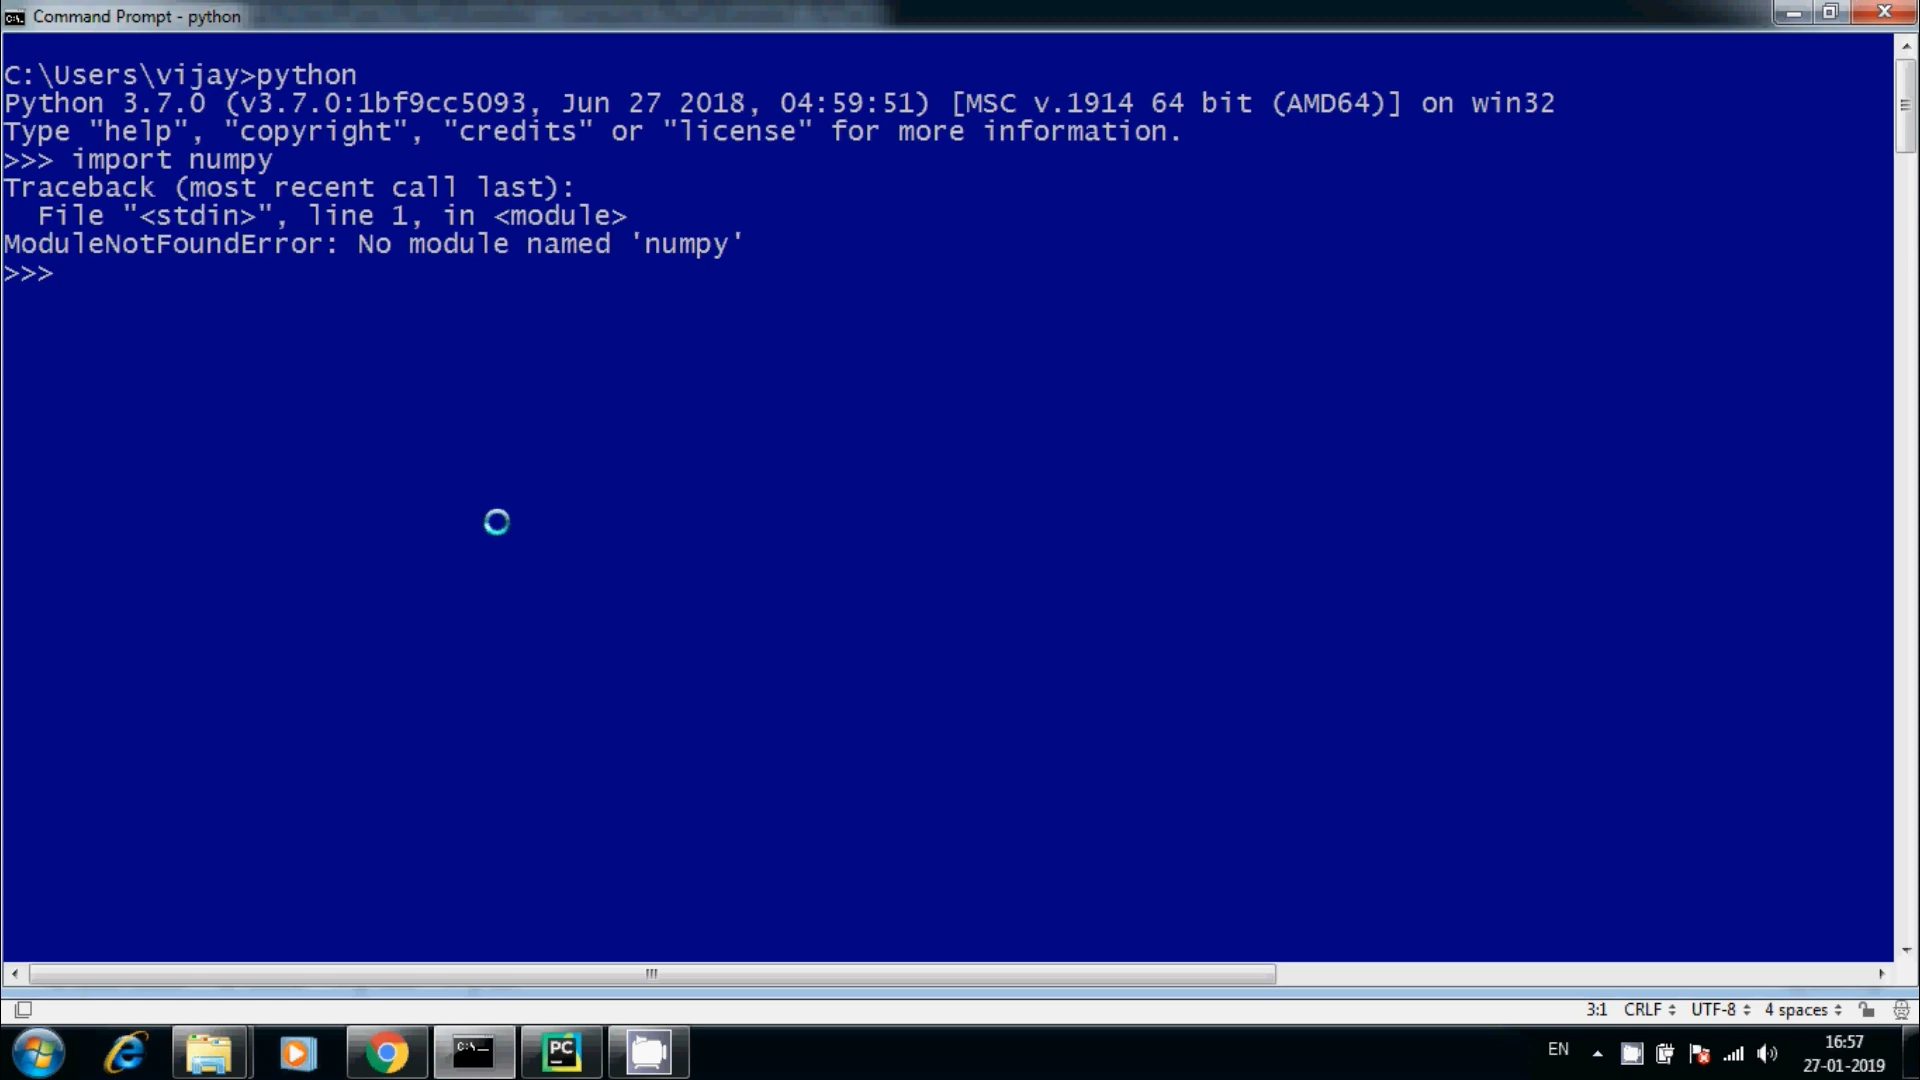 Command Prompt - python
C:\Users\vijay>python
Python 3.7.0 (v3.7.0:1bf9cc5093, Jun 27 2018, 04:59:51) [MSC v.1914 64 bit (AMD64)] on win32
Type "help", "copyright", "credits" or "license" for more information.
>>> import numpy
Traceback (most recent call last):
  File "<stdin>", line 1, in <module>
ModuleNotFoundError: No module named 'numpy'
>>>
3:1 CRLF UTF-8 4 spaces
C:\_
PC
EN
16:57
27-01-2019